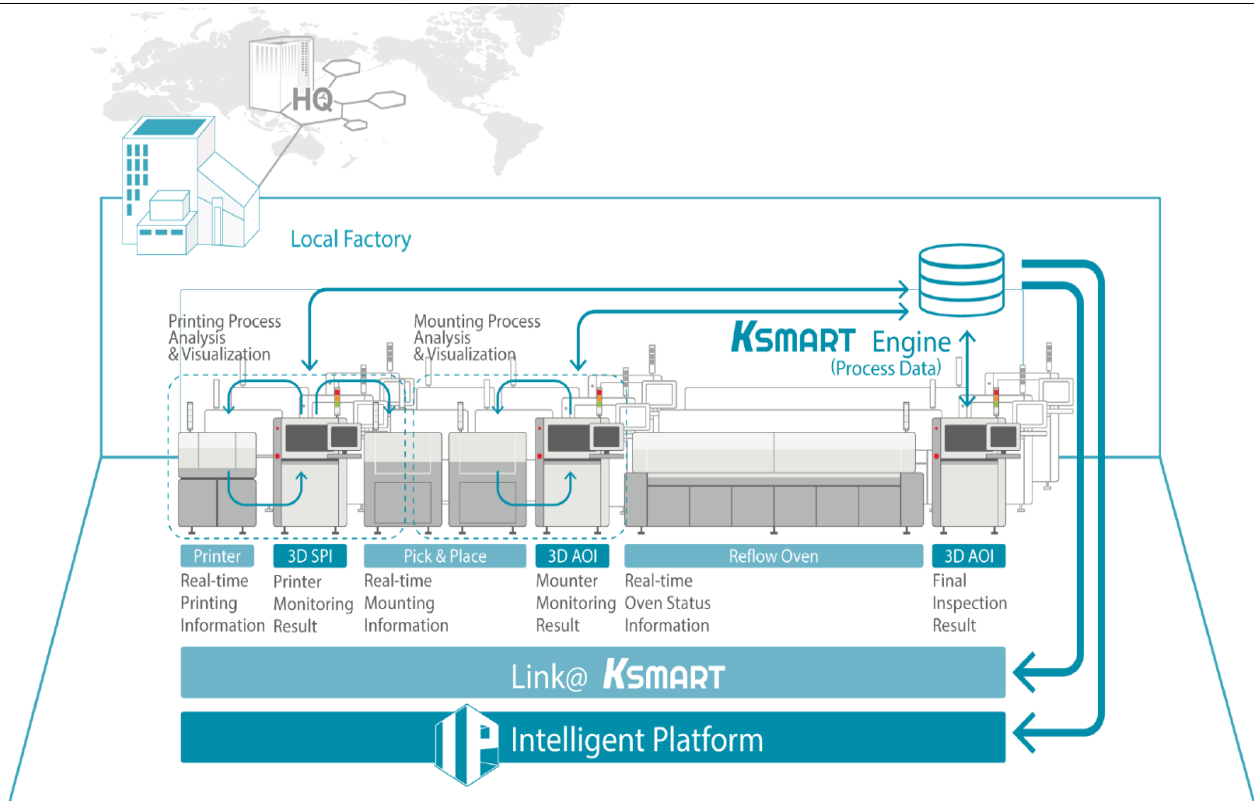 HQ
Local Factory
Printing Process
Analysis
& Visualization
Mounting Process
Analysis
& Visualization
KSMART Engine
(Process Data)
Printer
Real-time
Printing
Information
3D SPI
Printer
Monitoring
Result
Pick & Place
Real-time
Mounting
Information
3D AOI
Mounter
Monitoring
Result
Reflow Oven
Real-time
Oven Status
Information
3D AOI
Final
Inspection
Result
Link@ KSMART
IP Intelligent Platform